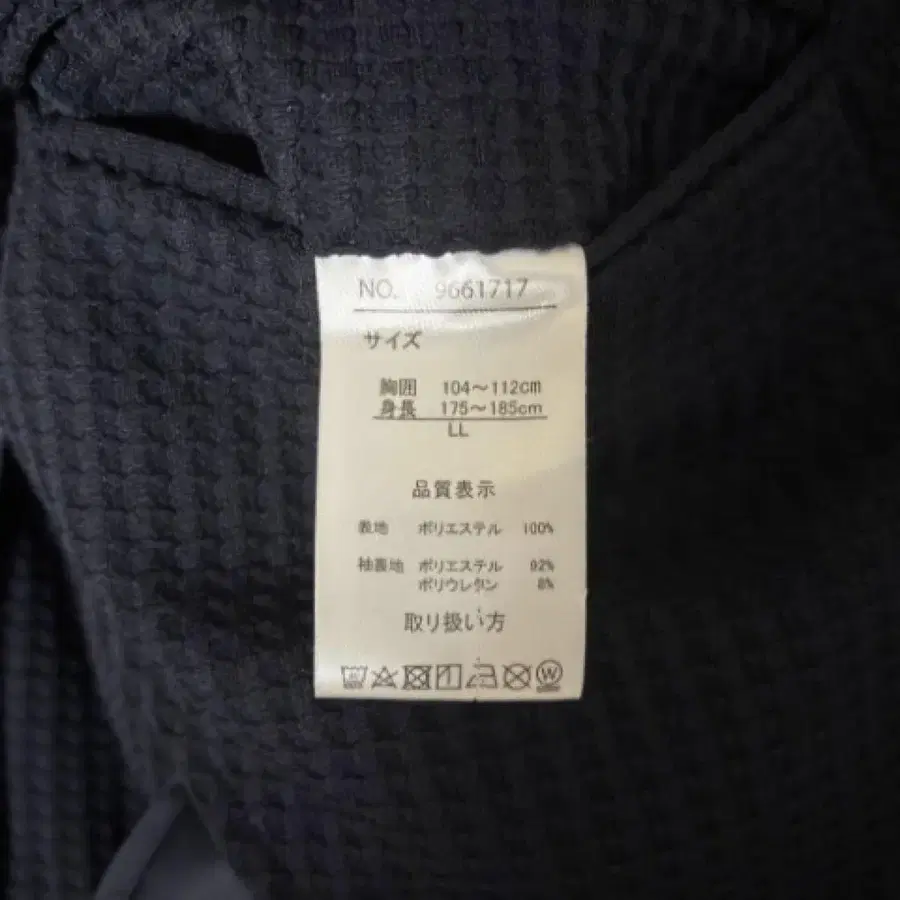 NO. 9661717
サイズ
胸囲 104～112cm
身長 175～185cm
LL
品質表示
表地 ポリエステル 100%
袖裏地 ポリエステル 92%
ポリウレタン 8%
取り扱い方
W